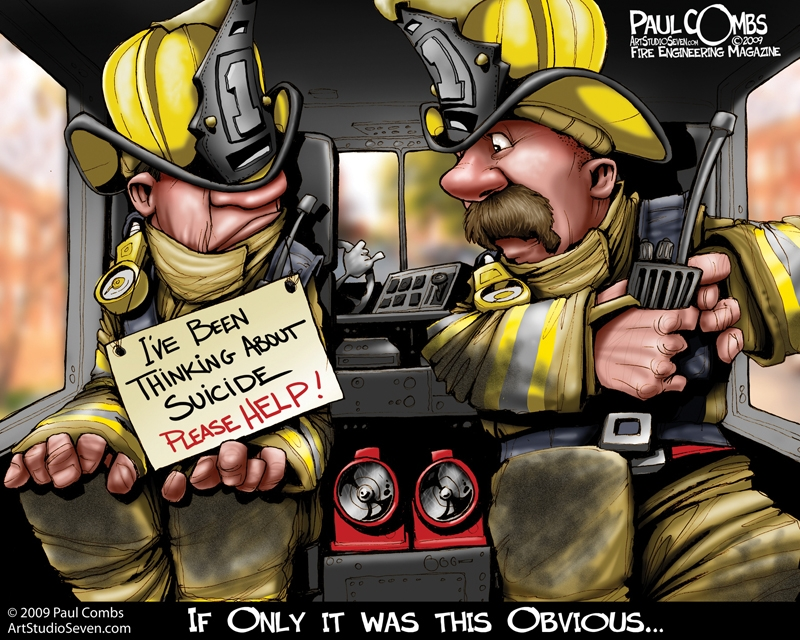 PAUL COMBS
ARTSTUDIOSEVEN.COM ©2009
FIRE ENGINEERING MAGAZINE
1
1
I'VE BEEN
THINKING ABOUT
SUICIDE—
PLEASE HELP!
© 2009 Paul Combs
ArtStudioSeven.com
IF ONLY IT WAS THIS OBVIOUS...